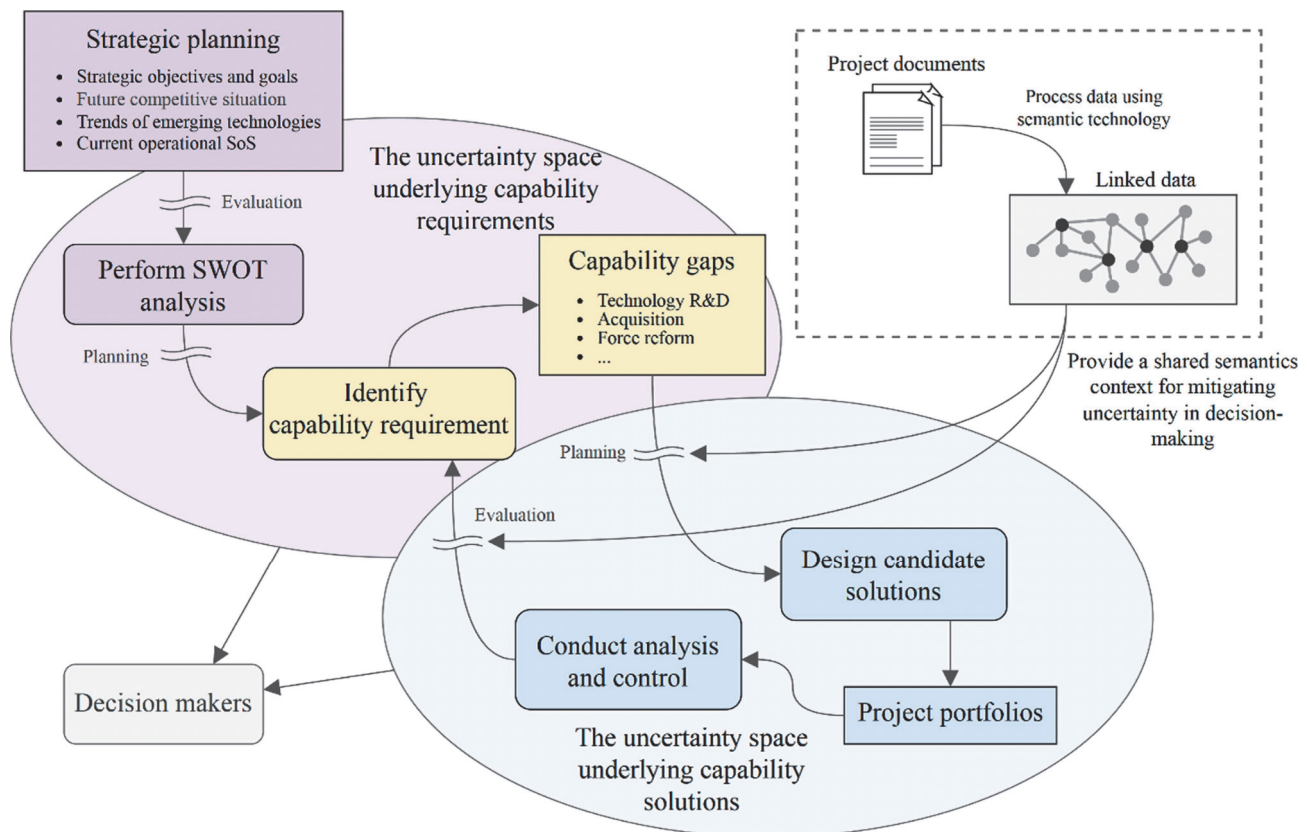 Strategic planning
• Strategic objectives and goals
• Future competitive situation
• Trends of emerging technologies
• Current operational SoS
Evaluation
The uncertainty space
underlying capability
requirements
Perform SWOT
analysis
Planning
Identify
capability requirement
Capability gaps
• Technology R&D
• Acquisition
• Force reform
• ...
Project documents
Process data using
semantic technology
Linked data
Provide a shared semantics
context for mitigating
uncertainty in decision-
making
Planning
Evaluation
Design candidate
solutions
Conduct analysis
and control
Project portfolios
The uncertainty space
underlying capability
solutions
Decision makers